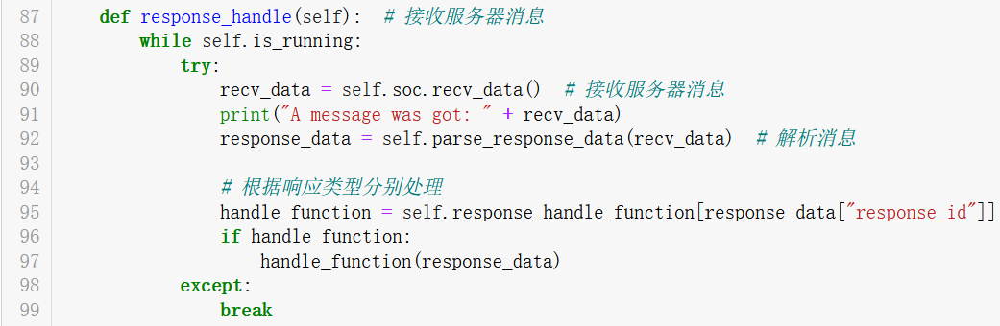 87 def response_handle(self): # 接收服务器消息
88 while self.is_running:
89 try:
90 recv_data = self.soc.recv_data() # 接收服务器消息
91 print("A message was got: " + recv_data)
92 response_data = self.parse_response_data(recv_data) # 解析消息
93
94 # 根据响应类型分别处理
95 handle_function = self.response_handle_function[response_data["response_id"]]
96 if handle_function:
97 handle_function(response_data)
98 except:
99 break